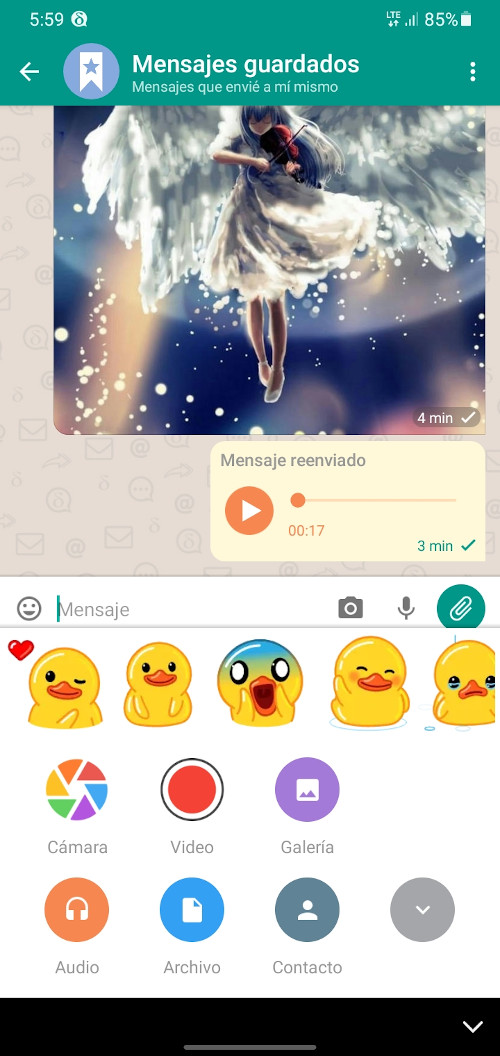 5:59
LTE
85%
Mensajes guardados
Mensajes que envié a mí mismo
4 min
Mensaje reenviado
00:17
3 min
Mensaje
Cámara
Video
Galería
Audio
Archivo
Contacto